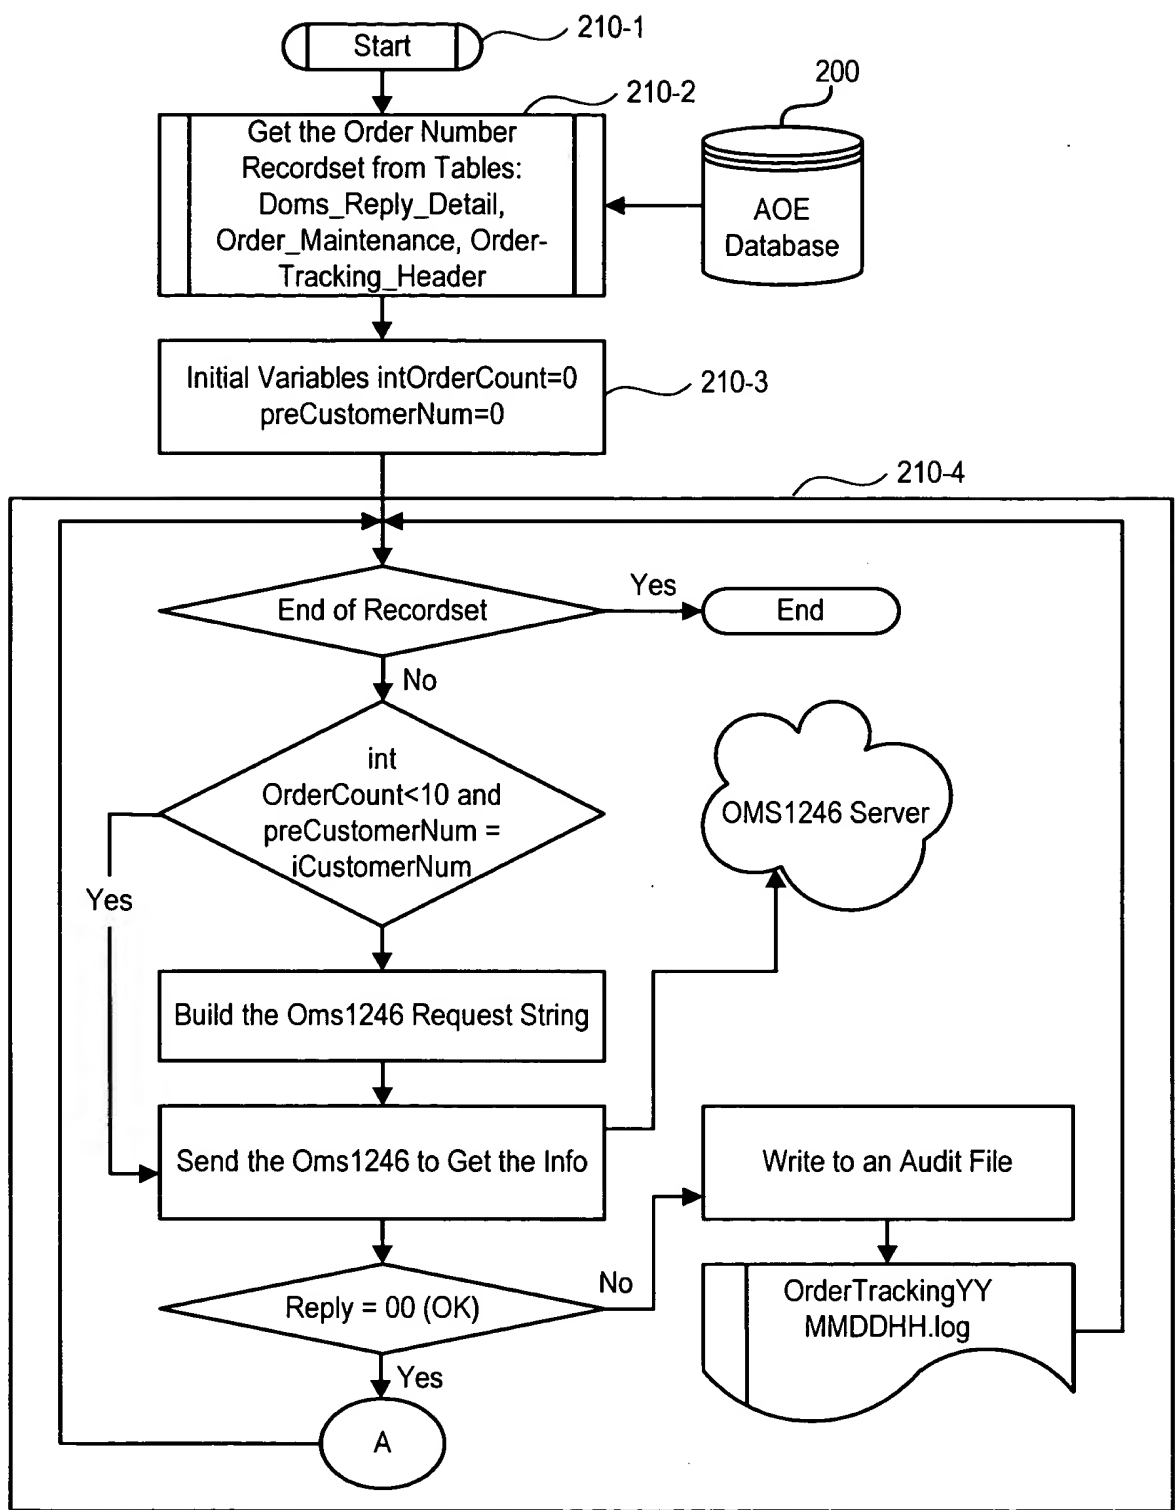 Start
210-1
210-2
200
Get the Order Number
Recordset from Tables:
Doms_Reply_Detail,
Order_Maintenance, Order-
Tracking_Header
AOE
Database
Initial Variables intOrderCount=0
preCustomerNum=0
210-3
210-4
End of Recordset
Yes
End
No
int
OrderCount<10 and
preCustomerNum =
iCustomerNum
OMS1246 Server
Yes
Build the Oms1246 Request String
Send the Oms1246 to Get the Info
Write to an Audit File
Reply = 00 (OK)
No
OrderTrackingYY
MMDDHH.log
Yes
A